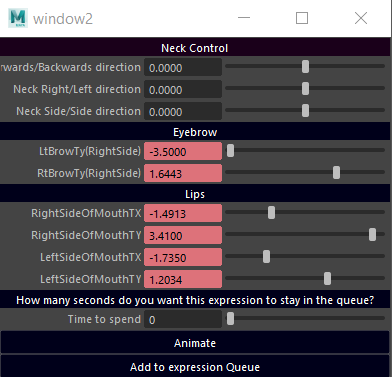 window2
Neck Control
rwards/Backwards direction 0.0000
Neck Right/Left direction 0.0000
Neck Side/Side direction 0.0000
Eyebrow
LtBrowTy(RightSide) -3.5000
RtBrowTy(RightSide) 1.6443
Lips
RightSideOfMouthTX -1.4913
RightSideOfMouthTY 3.4100
LeftSideOfMouthTX -1.7350
LeftSideOfMouthTY 1.2034
How many seconds do you want this expression to stay in the queue?
Time to spend 0
Animate
Add to expression Queue